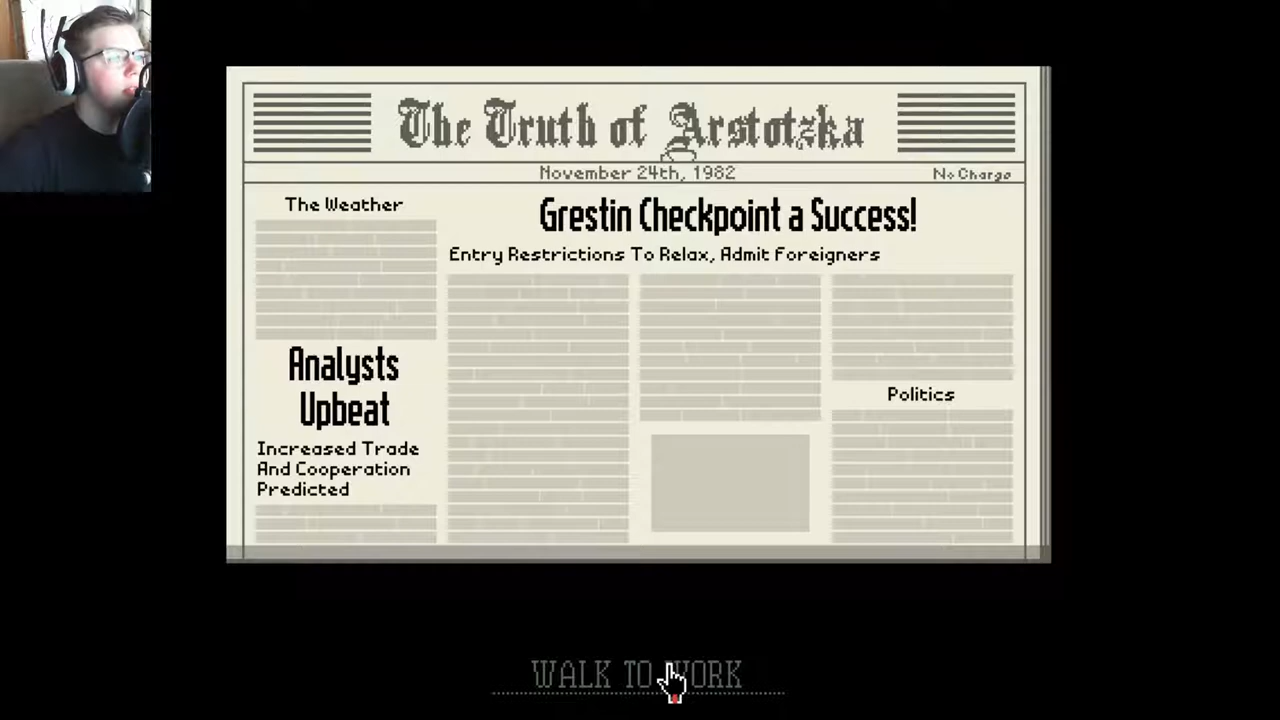 The Truth of Arstotzka
November 24th, 1982
No Charge
The Weather
Grestin Checkpoint a Success!
Entry Restrictions To Relax, Admit Foreigners
Analysts
Upbeat
Increased Trade
And Cooperation
Predicted
Politics
WALK TO WORK